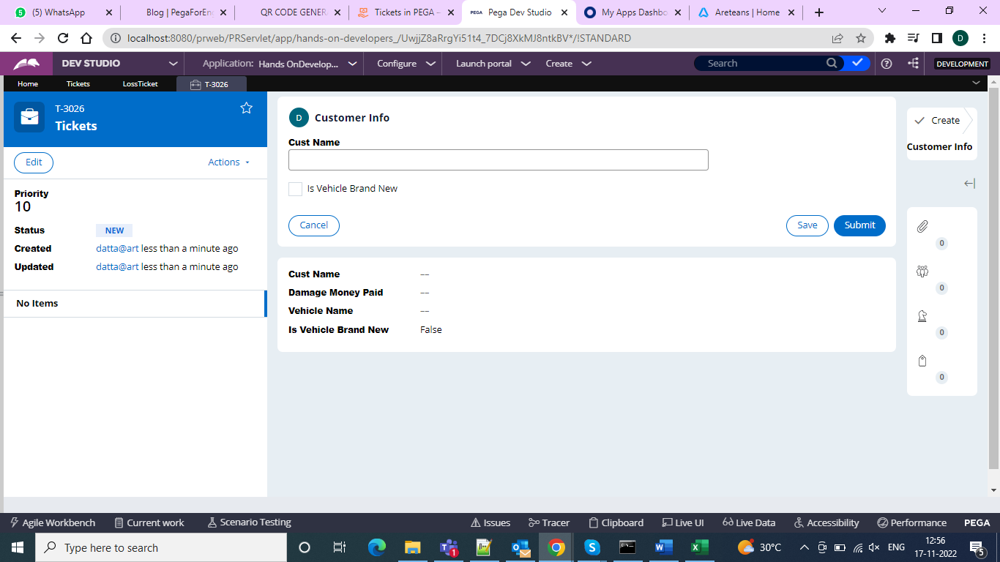 (5) WhatsApp
Blog | PegaForEn
QR CODE GENER
Tickets in PEGA –
PEGA Pega Dev Studio
My Apps Dashbo
Areteans | Home
localhost:8080/prweb/PRServlet/app/hands-on-developers_/UwjjZ8aRrgYi51t4_7DCj8XkMJ8ntkBV*/!STANDARD
D
DEV STUDIO
Application: Hands OnDevelop...
Configure
Launch portal
Create
Search
DEVELOPMENT
Home
Tickets
LossTicket
T-3026
T-3026
Tickets
Edit
Actions
Priority
10
Status NEW
Created datta@art less than a minute ago
Updated datta@art less than a minute ago
No Items
D Customer Info
Cust Name
Is Vehicle Brand New
Cancel
Save
Submit
Cust Name ––
Damage Money Paid ––
Vehicle Name ––
Is Vehicle Brand New False
Create
Customer Info
0
0
0
0
Agile Workbench
Current work
Scenario Testing
Issues
Tracer
Clipboard
Live UI
Live Data
Accessibility
Performance
PEGA
Type here to search
1
30°C
ENG
12:56
17-11-2022
5